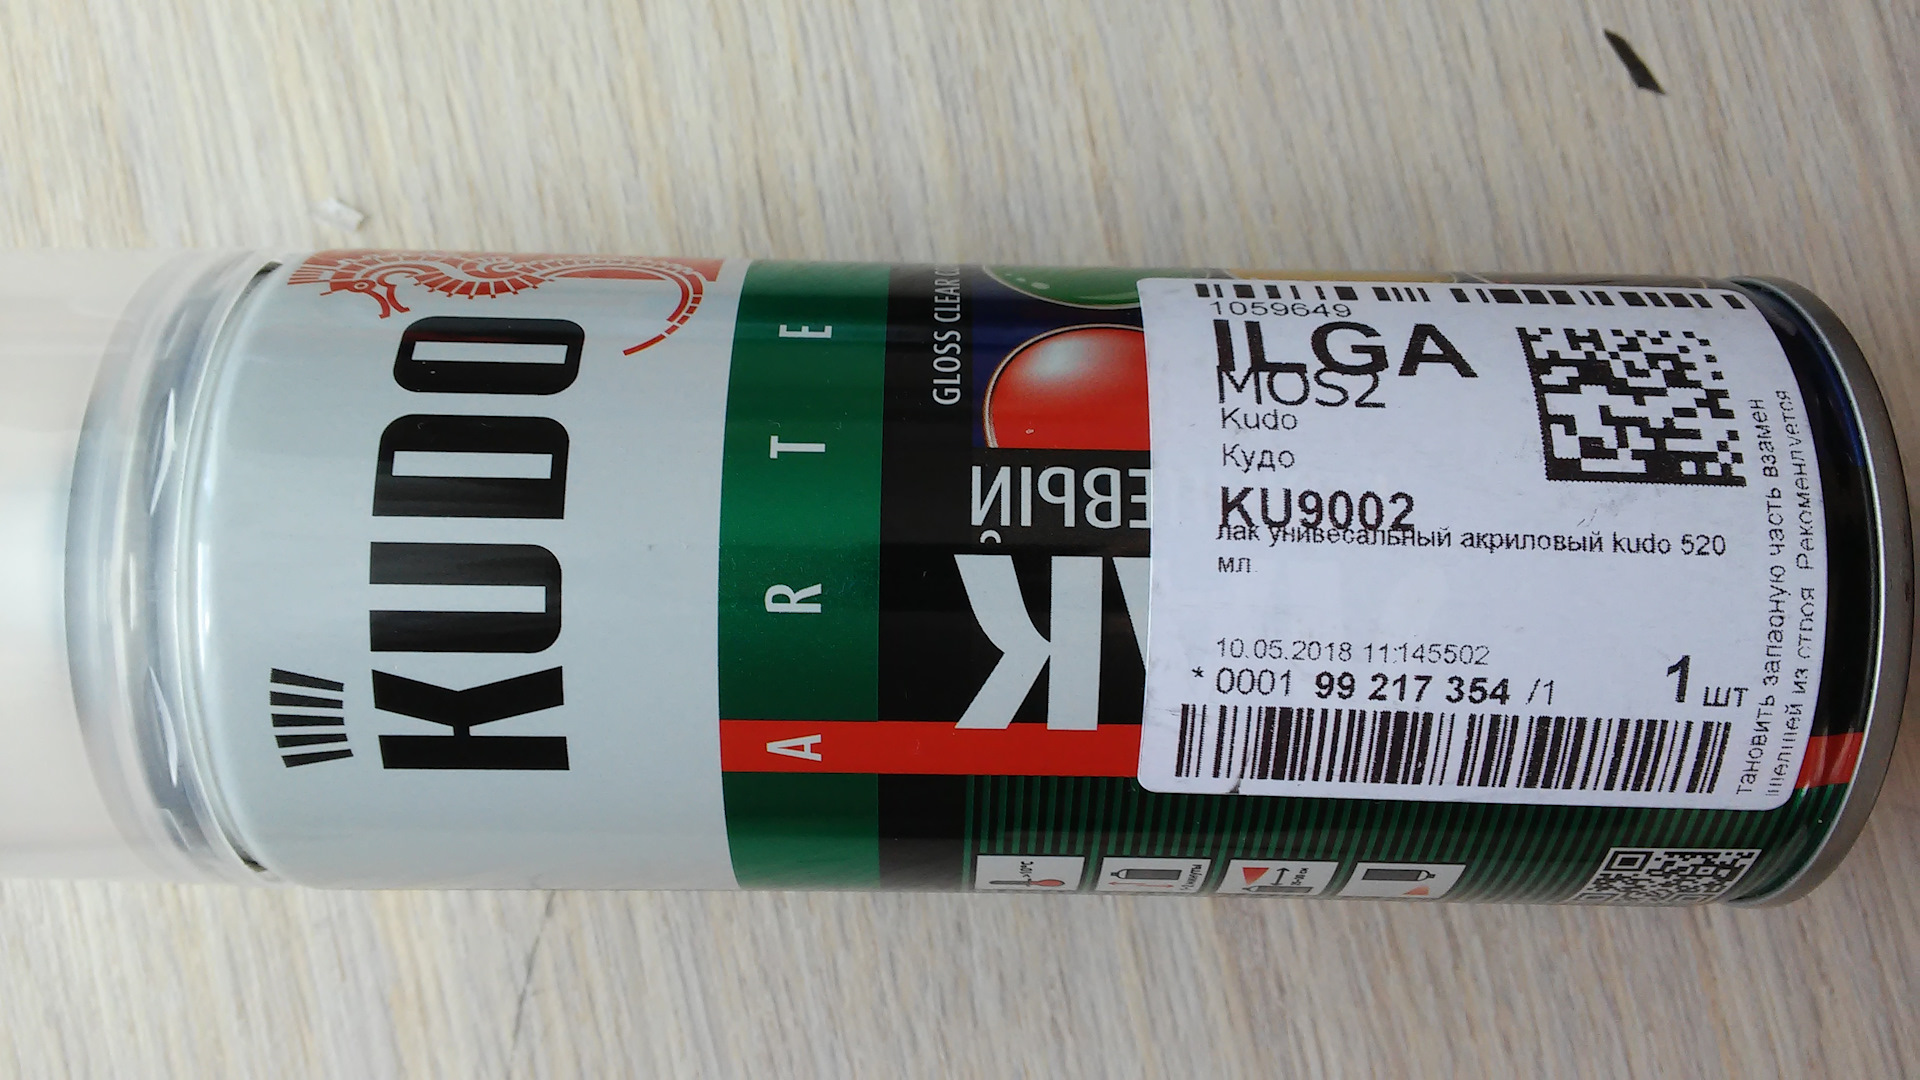 KUDO
ARTE
GLOSS CLEAR
1059649
ILGA
MOS2
Kudo
Кудо
KU9002
лак унивесальный акриловый kudo 520
мл
10.05.2018 11:145502
* 0001 99 217 354 /1
1 шт
тановить запасную часть взамен
шедшей из строя Рекомендуется